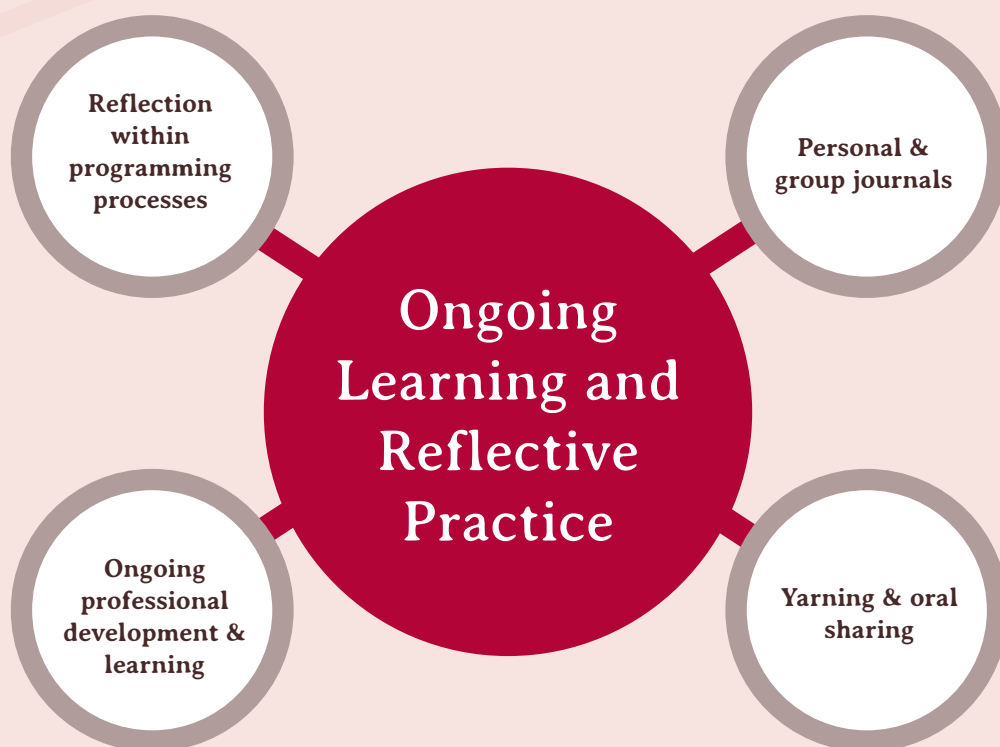 Reflection
within
programming
processes
Personal &
group journals
Ongoing
Learning and
Reflective
Practice
Ongoing
professional
development &
learning
Yarning & oral
sharing